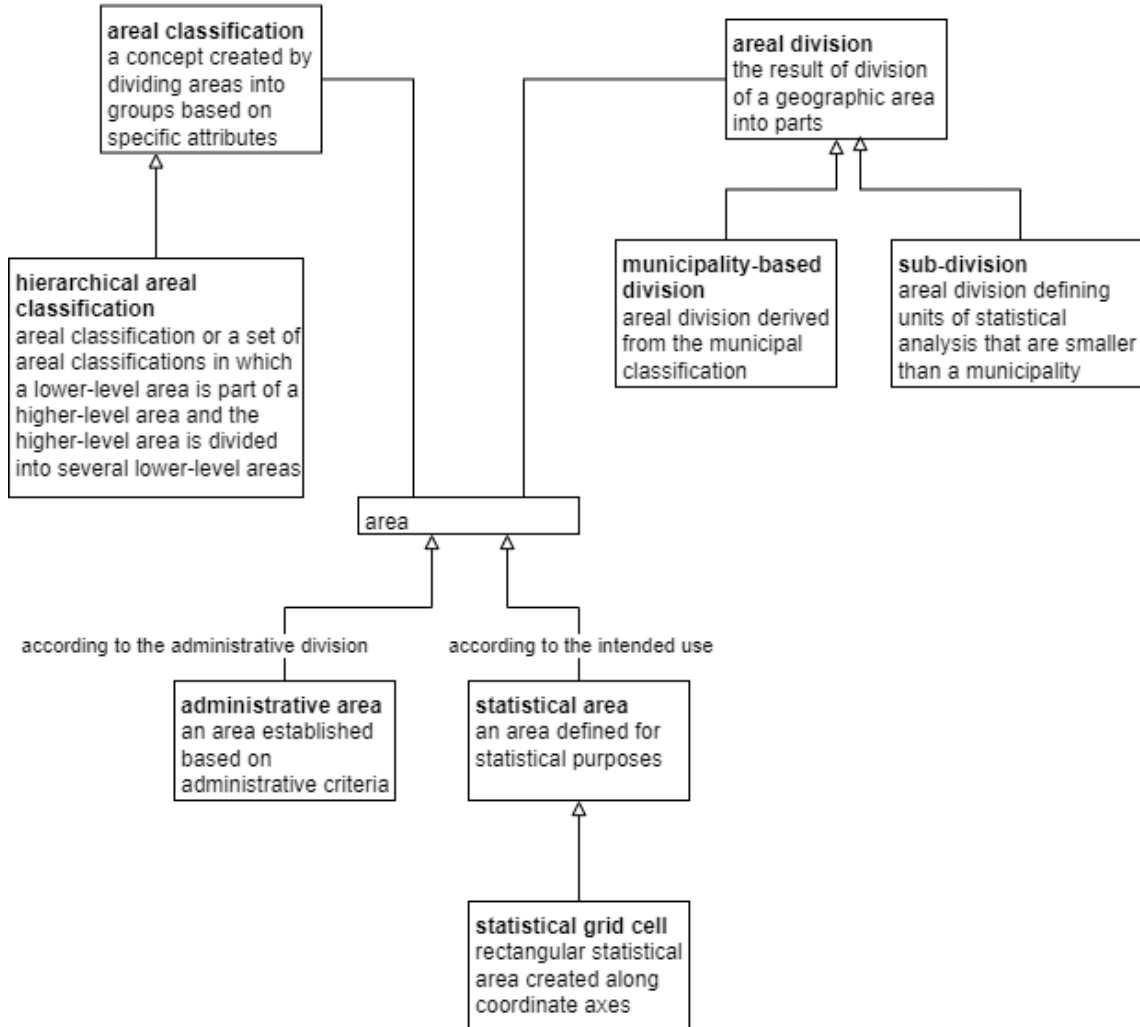 areal classification
a concept created by
dividing areas into
groups based on
specific attributes
areal division
the result of division
of a geographic area
into parts
hierarchical areal
classification
areal classification or a set of
areal classifications in which
a lower-level area is part of a
higher-level area and the
higher-level area is divided
into several lower-level areas
municipality-based
division
areal division derived
from the municipal
classification
sub-division
areal division defining
units of statistical
analysis that are smaller
than a municipality
area
according to the administrative division
according to the intended use
administrative area
an area established
based on
administrative criteria
statistical area
an area defined for
statistical purposes
statistical grid cell
rectangular statistical
area created along
coordinate axes